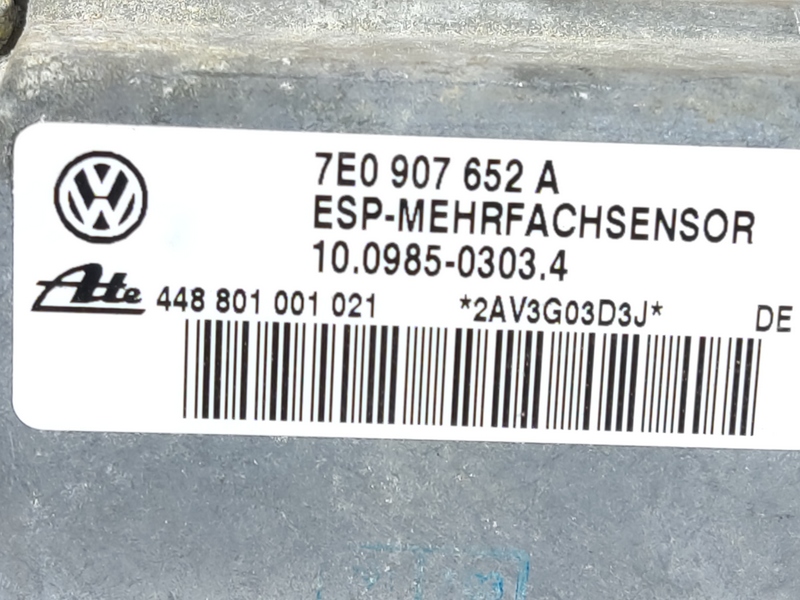 7E0 907 652 A
ESP-MEHRFACHSENSOR
10.0985-0303.4
Ate 448 801 001 021 *2AV3G03D3J* DE